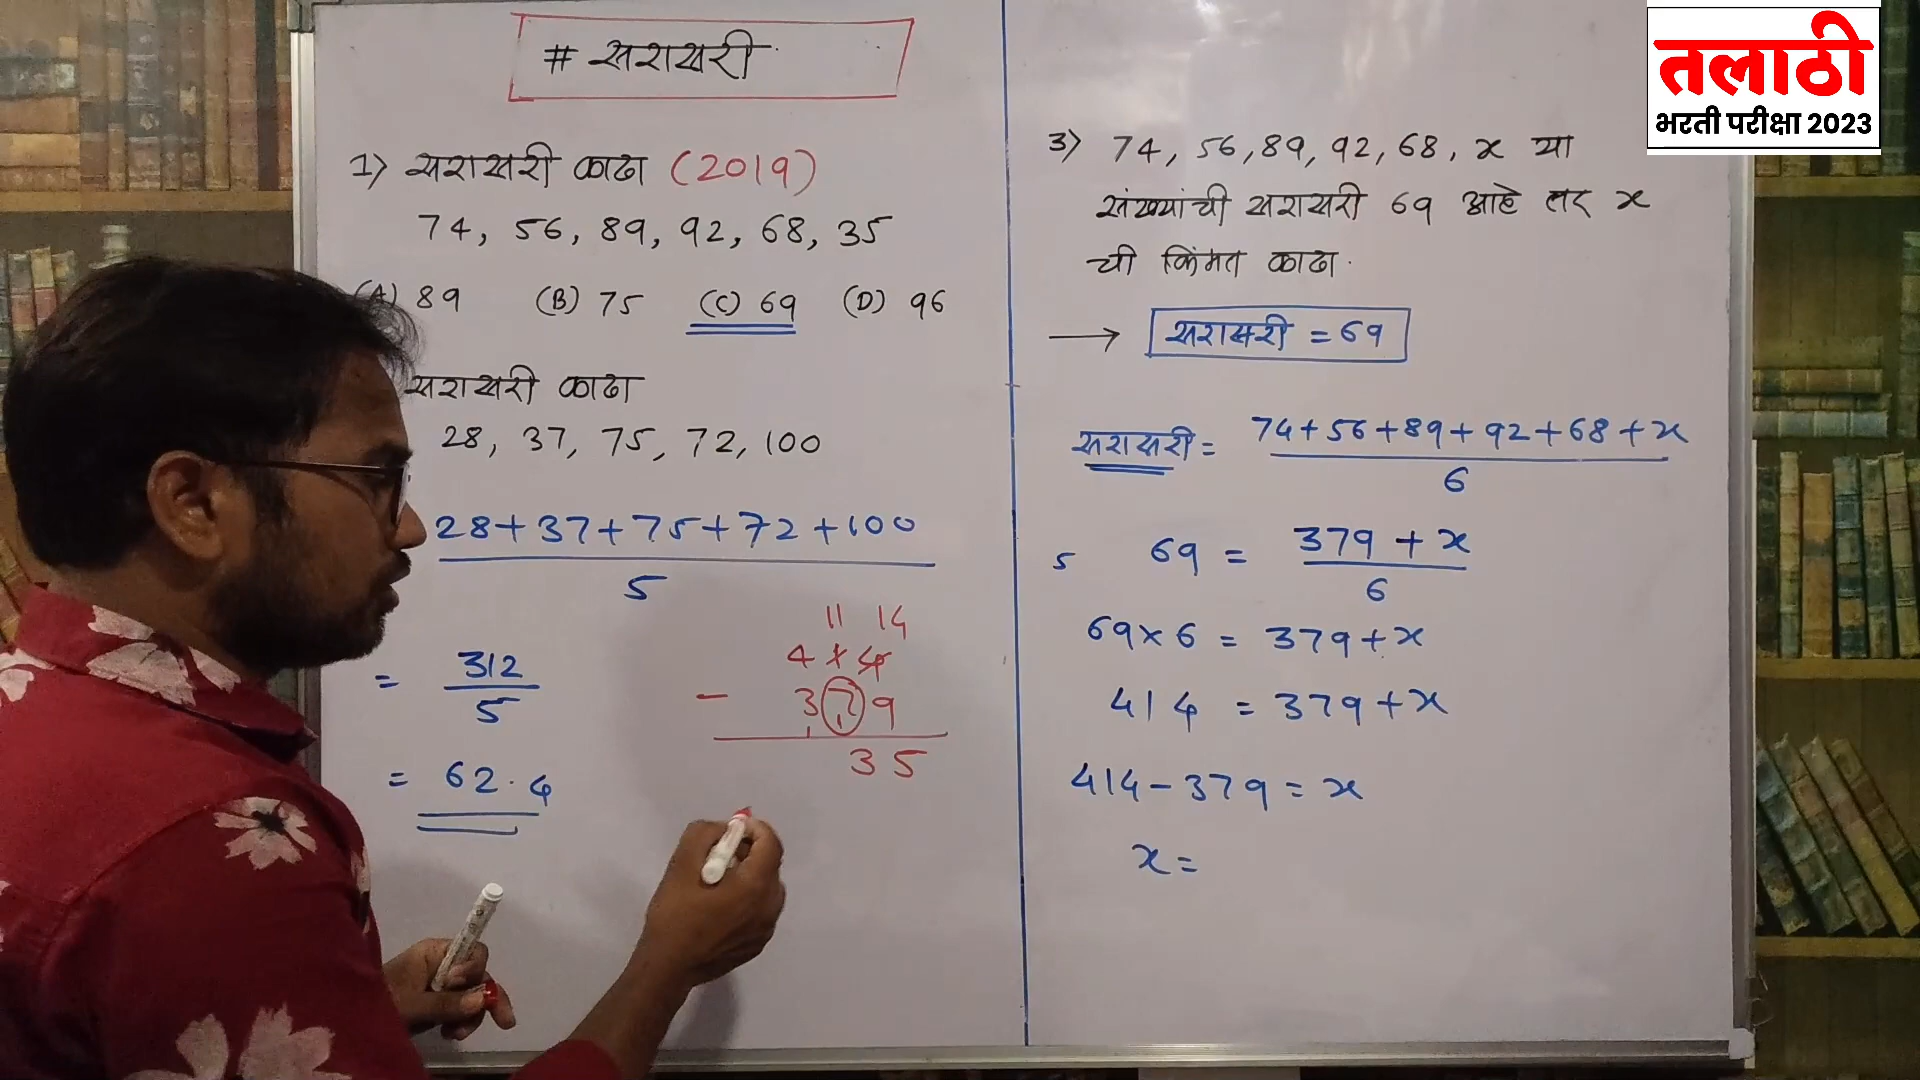 # सरासरी
1) सरासरी काढा (2019)
74, 56, 89, 92, 68, 35
(A) 89 (B) 75 (C) 69 (D) 96
सरासरी काढा
28, 37, 75, 72, 100
28+37+75+72+100
5
= 312
5
= 62.4
11 14
4 1 4
- 379
35
3) 74, 56, 89, 92, 68, x या
संख्यांची सरासरी 69 आहे तर x
ची किंमत काढा.
→ सरासरी = 69
सरासरी = 74+56+89+92+68+x
6
5 69 = 379 + x
6
69×6 = 379+x
414 = 379+x
414-379 = x
x =
तलाठी
भरती परीक्षा 2023